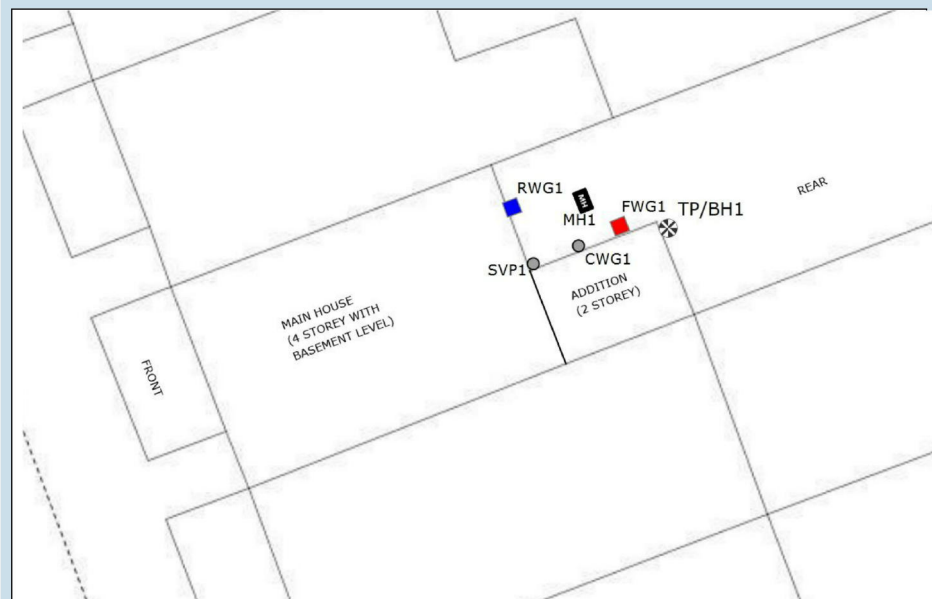 RWG1
MH
MH1
FWG1
TP/BH1
REAR
SVP1
CWG1
ADDITION
(2 STOREY)
MAIN HOUSE
(4 STOREY WITH
BASEMENT LEVEL)
FRONT